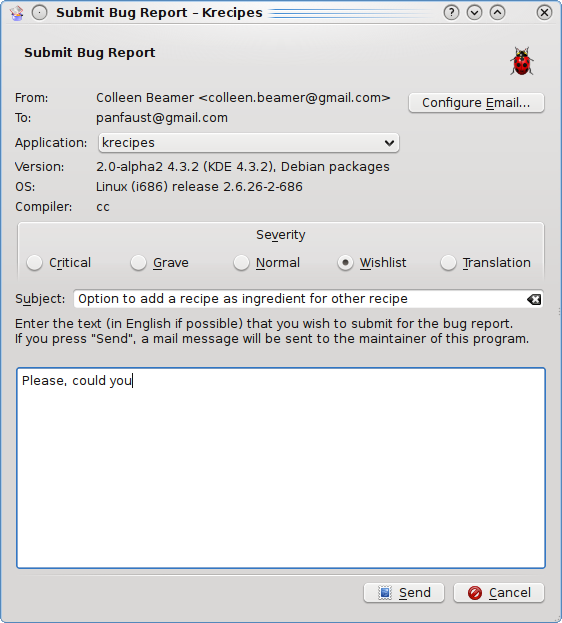 Submit Bug Report – Krecipes
Submit Bug Report
From: Colleen Beamer <colleen.beamer@gmail.com>
Configure Email...
To: panfaust@gmail.com
Application: krecipes
Version: 2.0-alpha2 4.3.2 (KDE 4.3.2), Debian packages
OS: Linux (i686) release 2.6.26-2-686
Compiler: cc
Severity
Critical Grave Normal Wishlist Translation
Subject: Option to add a recipe as ingredient for other recipe
Enter the text (in English if possible) that you wish to submit for the bug report.
If you press "Send", a mail message will be sent to the maintainer of this program.
Please, could you
Send Cancel